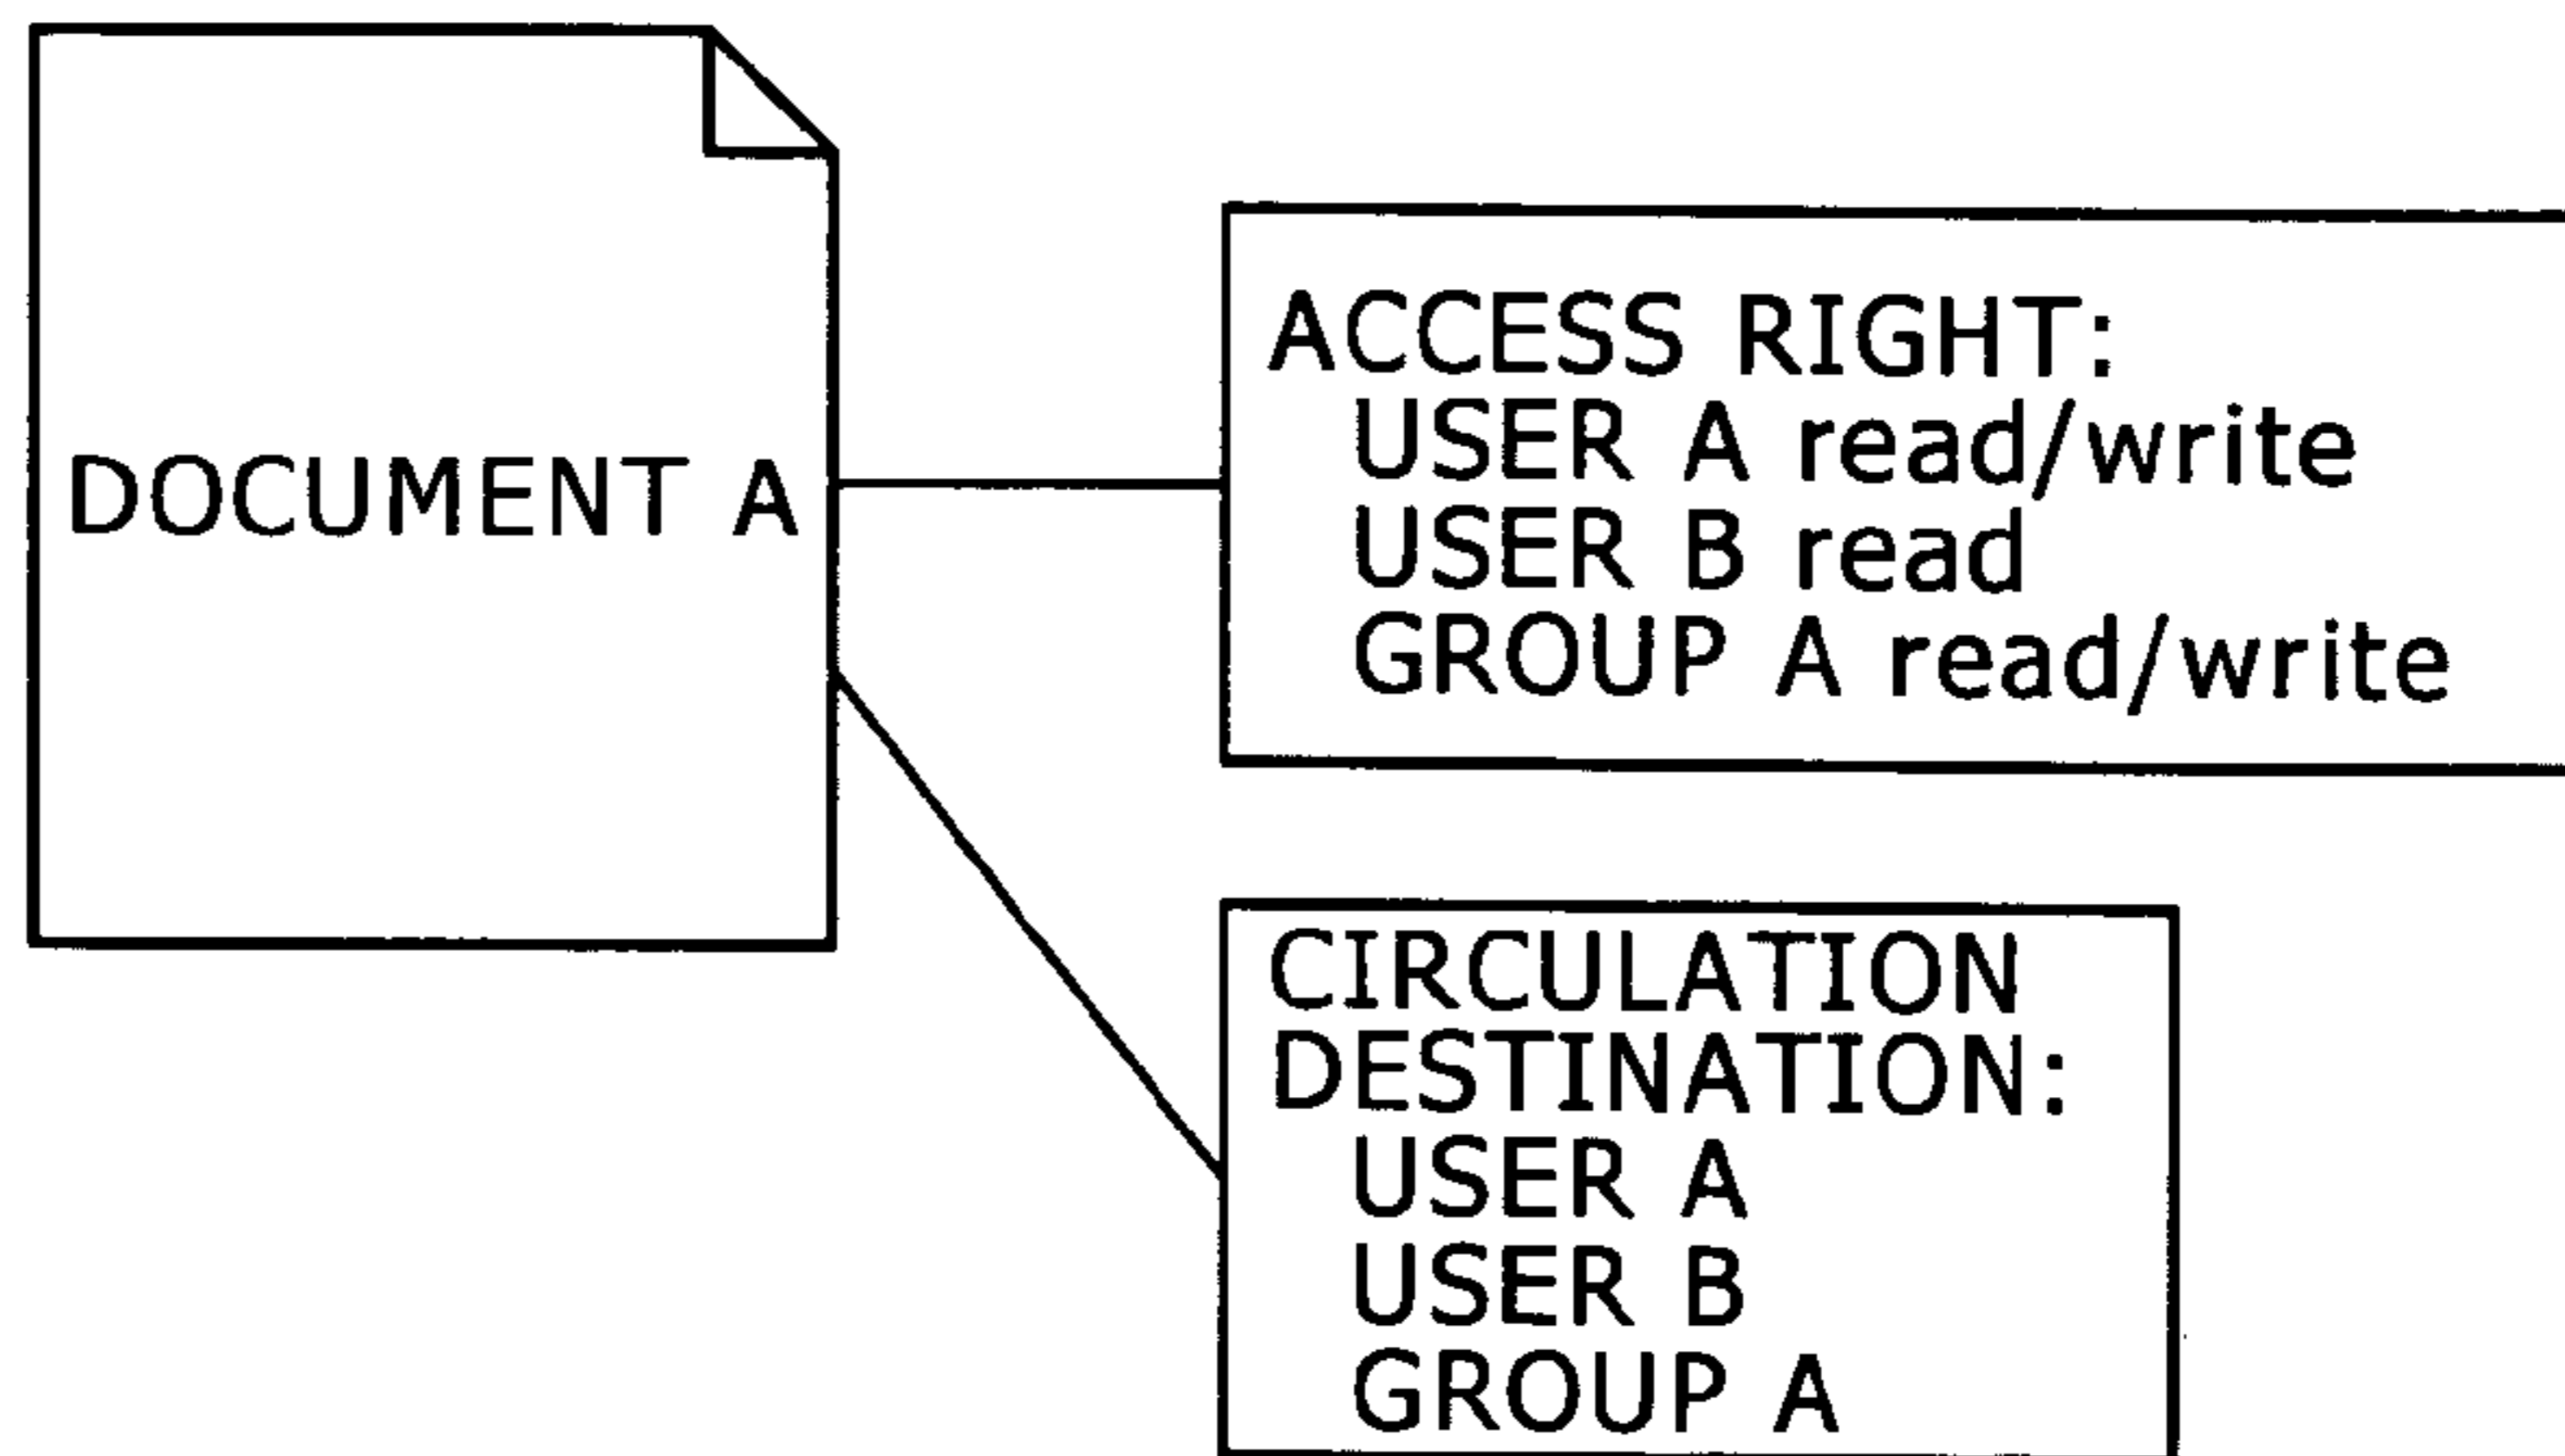 DOCUMENT A
ACCESS RIGHT:
USER A read/write
USER B read
GROUP A read/write
CIRCULATION
DESTINATION:
USER A
USER B
GROUP A